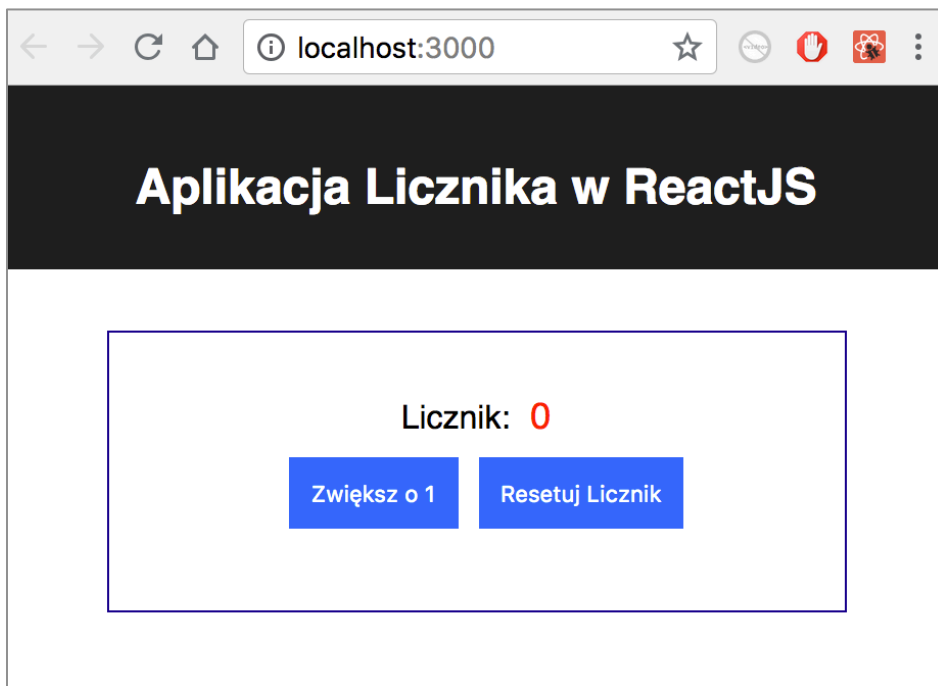 localhost:3000
Aplikacja Licznika w ReactJS
Licznik: 0
Zwiększ o 1 Resetuj Licznik